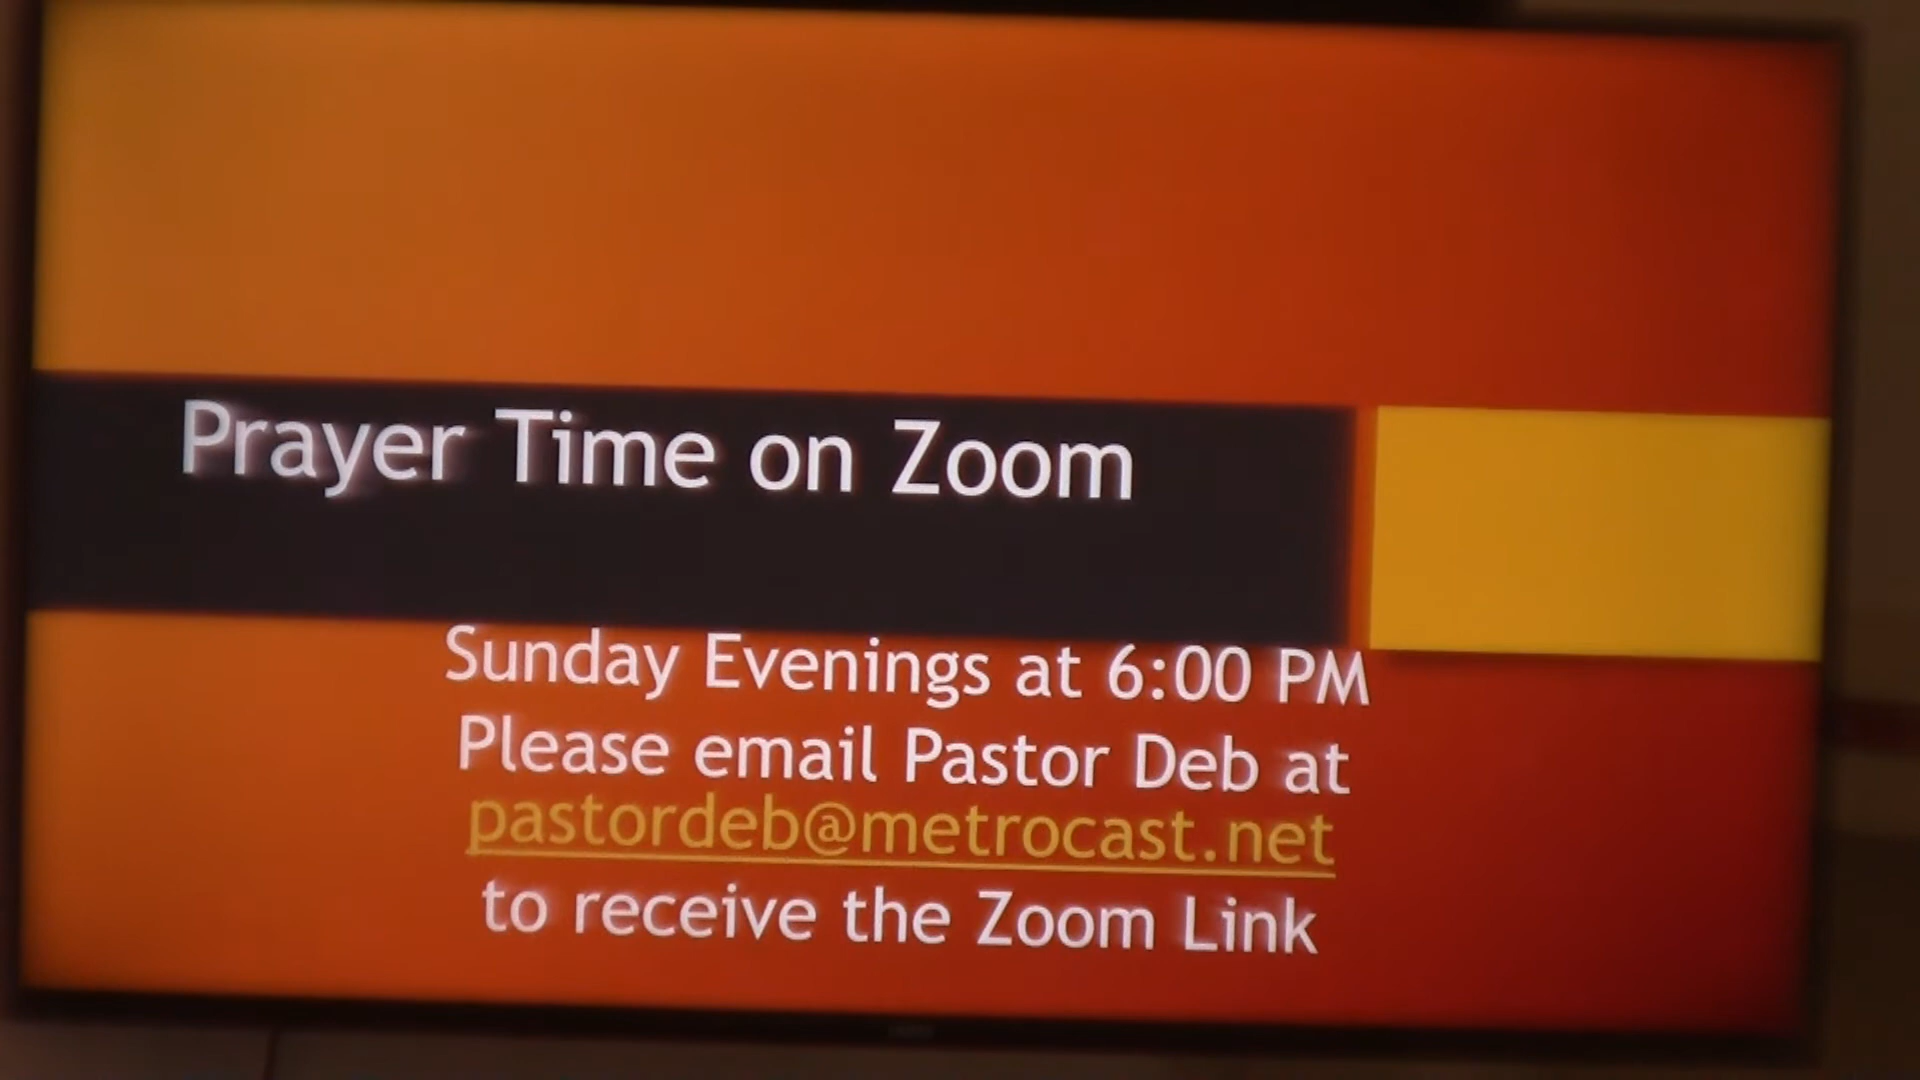 Prayer Time on Zoom
Sunday Evenings at 6:00 PM
Please email Pastor Deb at
pastordeb@metrocast.net
to receive the Zoom Link